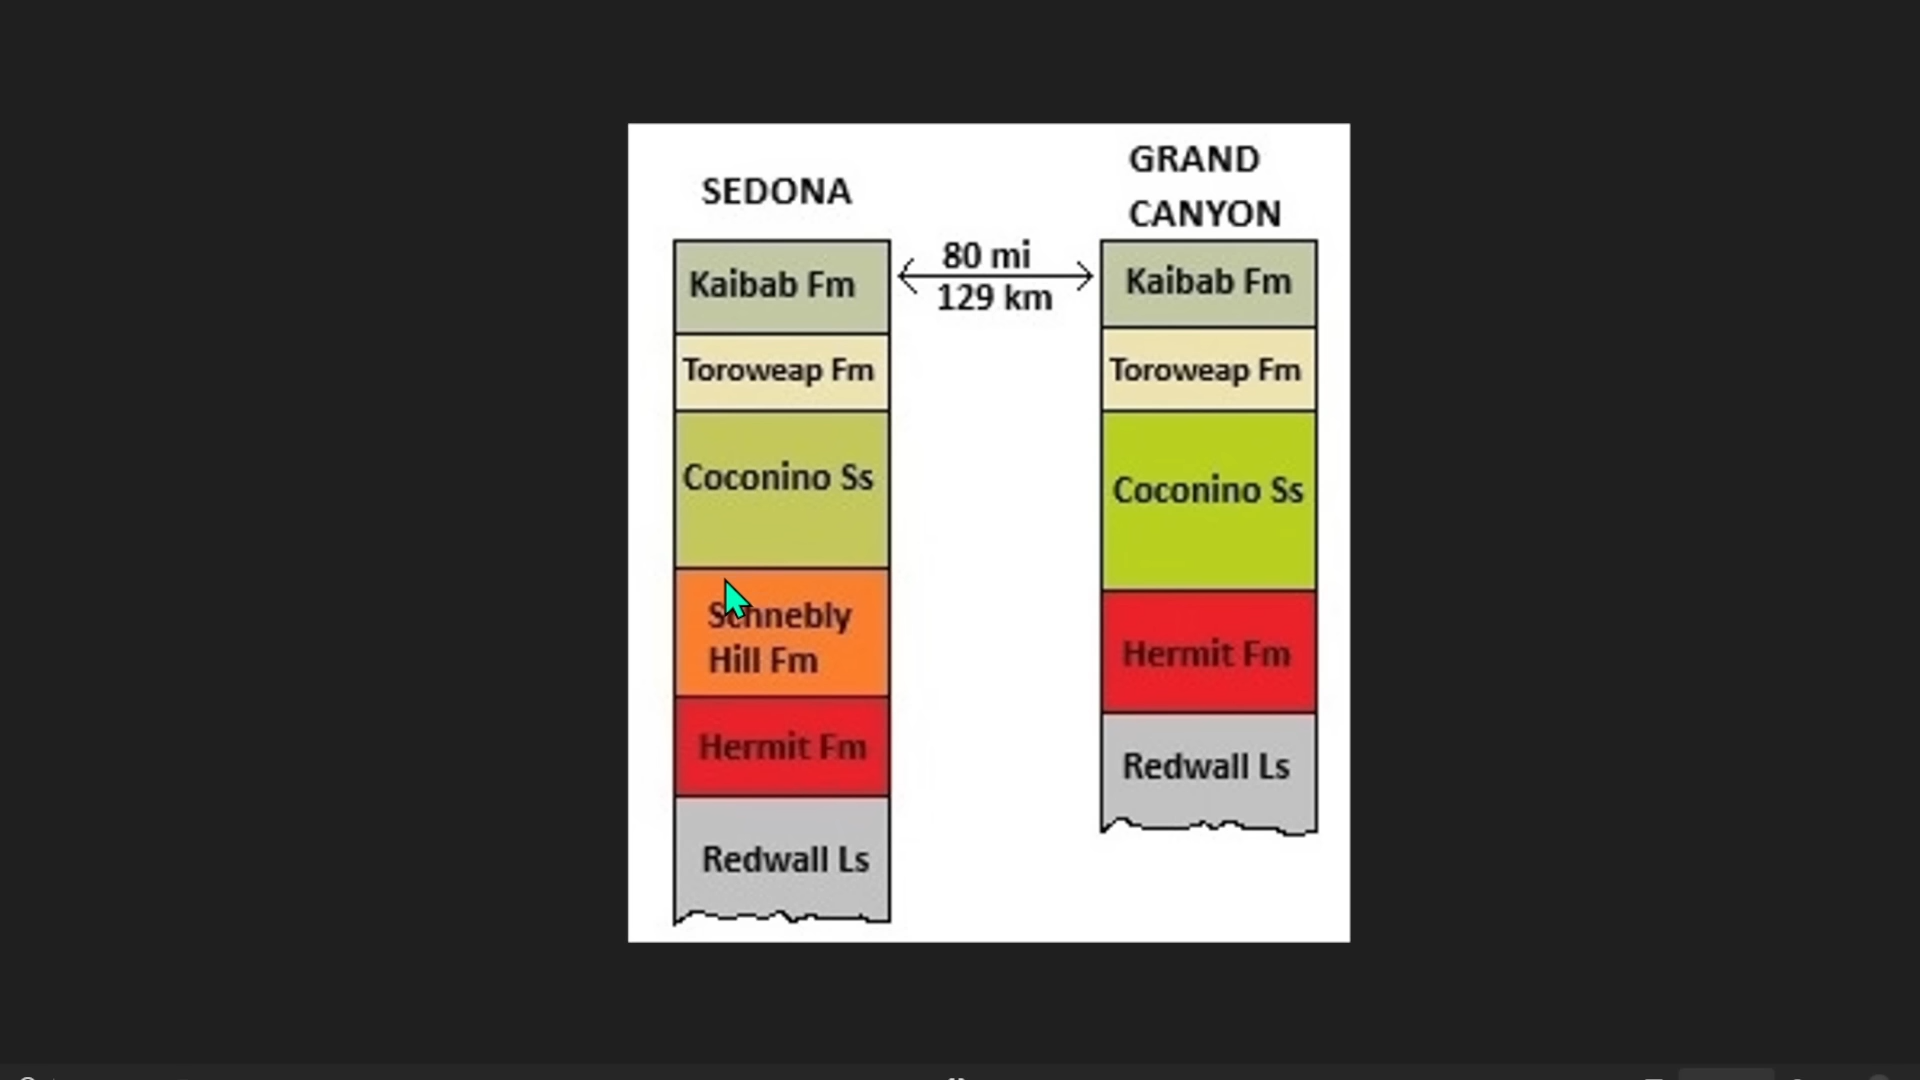 SEDONA
GRAND
CANYON
80 mi
129 km
Kaibab Fm
Toroweap Fm
Coconino Ss
Schnebly
Hill Fm
Hermit Fm
Redwall Ls
Kaibab Fm
Toroweap Fm
Coconino Ss
Hermit Fm
Redwall Ls